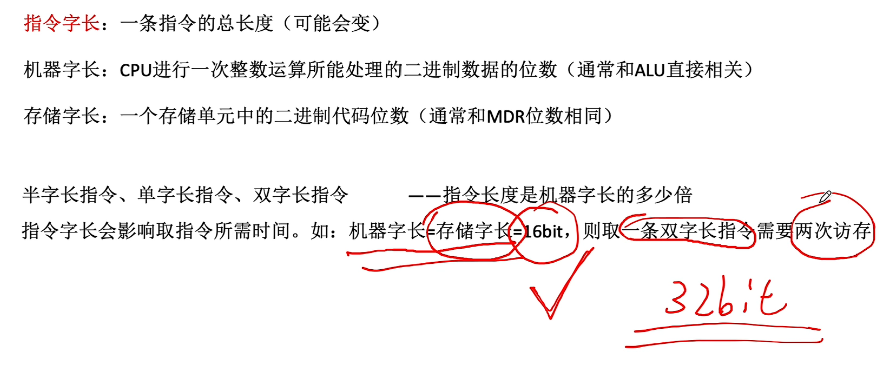 指令字长：一条指令的总长度（可能会变）
机器字长：CPU进行一次整数运算所能处理的二进制数据的位数（通常和ALU直接相关）
存储字长：一个存储单元中的二进制代码位数（通常和MDR位数相同）
半字长指令、单字长指令、双字长指令 ——指令长度是机器字长的多少倍
指令字长会影响取指令所需时间。如：机器字长=存储字长=16bit，则取一条双字长指令需要两次访存
32bit